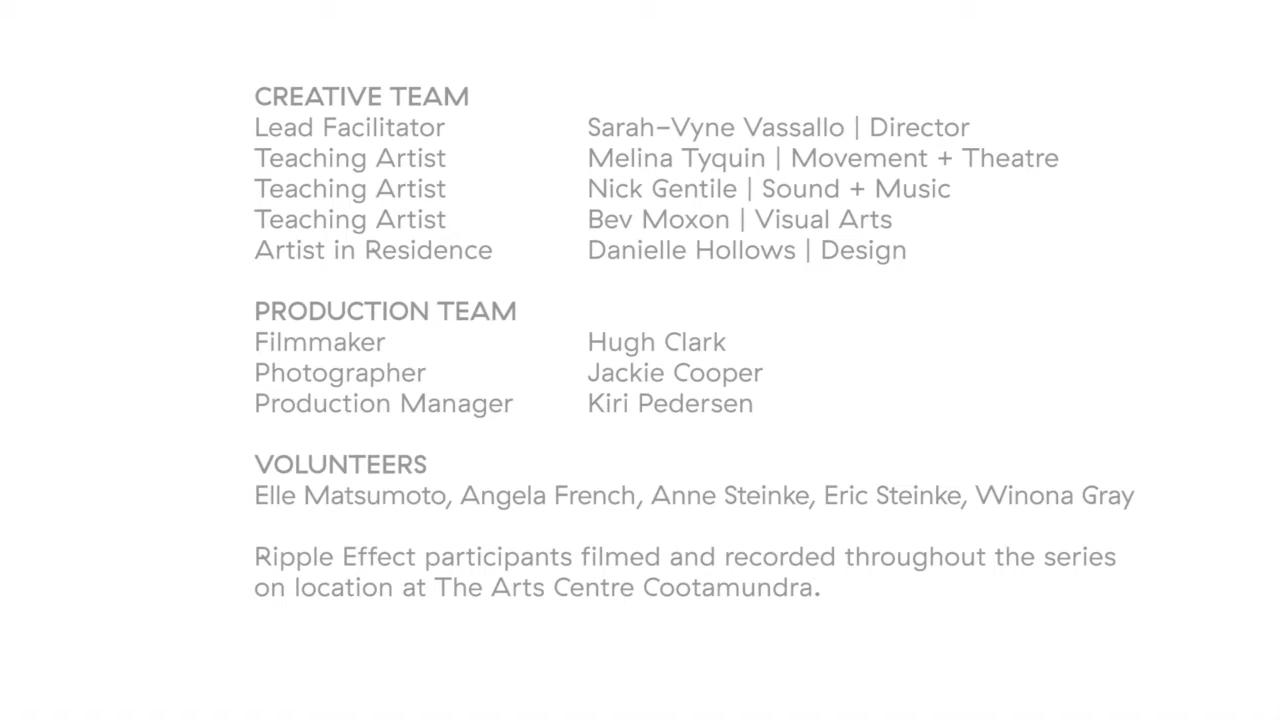 CREATIVE TEAM
Lead Facilitator Sarah-Vyne Vassallo | Director
Teaching Artist Melina Tyquin | Movement + Theatre
Teaching Artist Nick Gentile | Sound + Music
Teaching Artist Bev Moxon | Visual Arts
Artist in Residence Danielle Hollows | Design
PRODUCTION TEAM
Filmmaker Hugh Clark
Photographer Jackie Cooper
Production Manager Kiri Pedersen
VOLUNTEERS
Elle Matsumoto, Angela French, Anne Steinke, Eric Steinke, Winona Gray
Ripple Effect participants filmed and recorded throughout the series
on location at The Arts Centre Cootamundra.